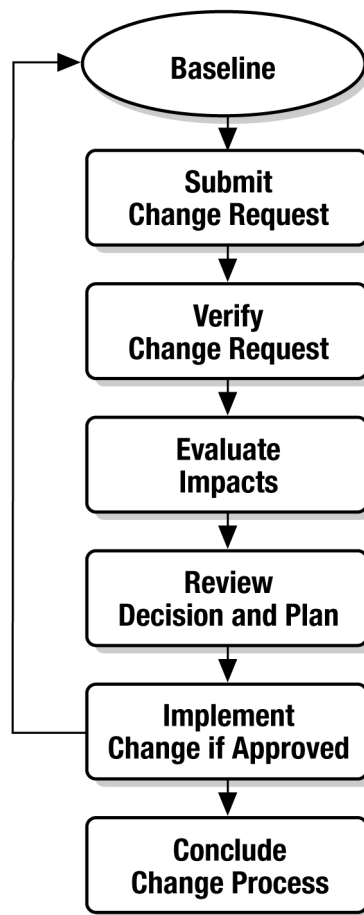 Baseline
Submit
Change Request
Verify
Change Request
Evaluate
Impacts
Review
Decision and Plan
Implement
Change if Approved
Conclude
Change Process